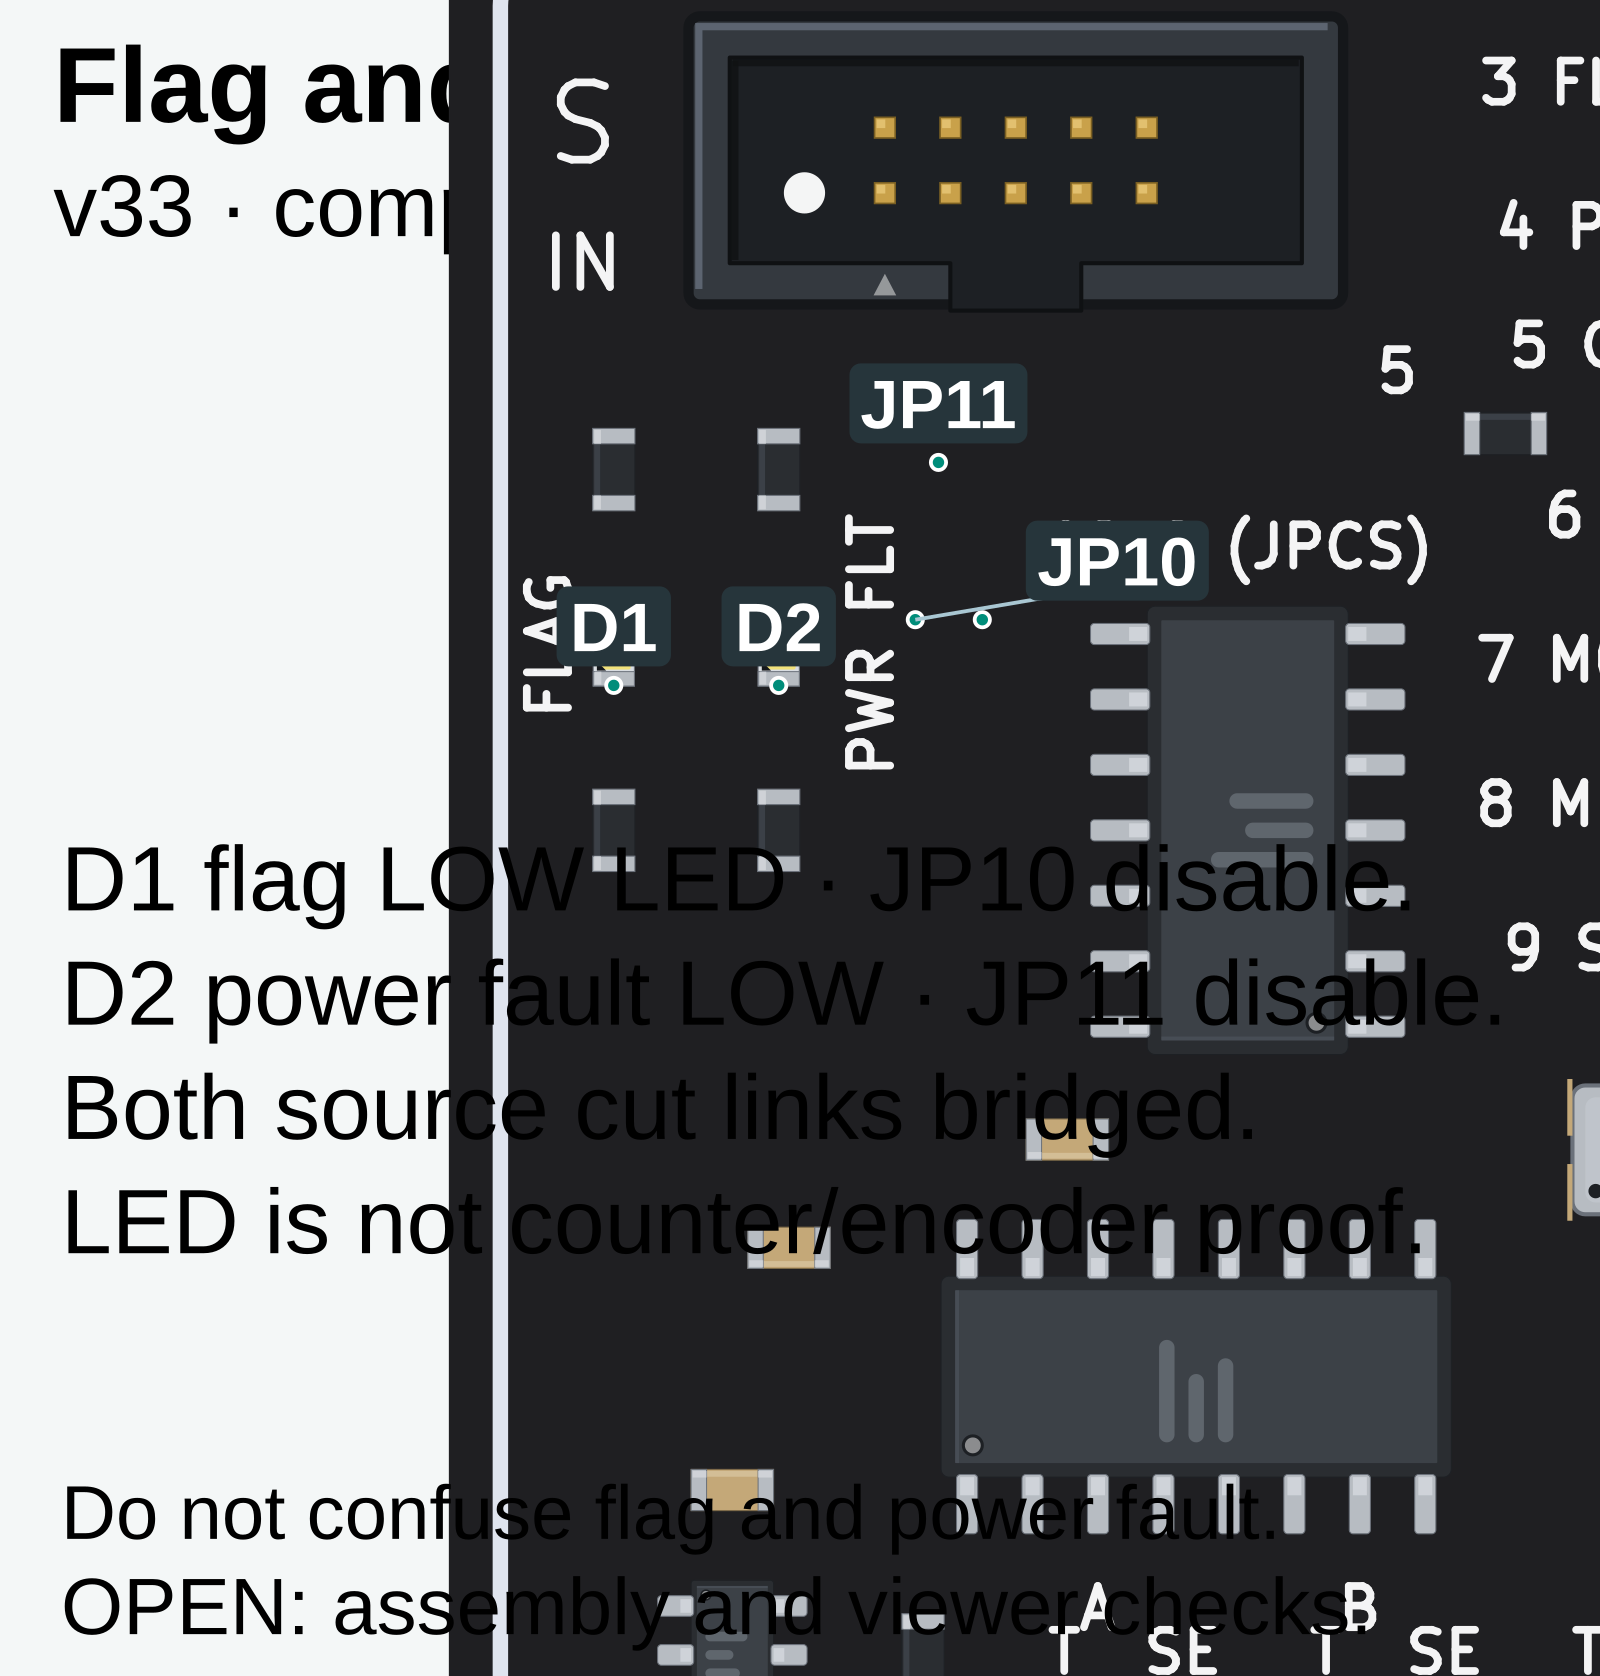 Flag and
v33 · comp
S
IN
3 F
4 P
5
5
JP11
6
JP10
(JPCS)
FLAG
D1
D2
PWR FLT
7 M
8 M
9 S
D1 flag LOW LED · JP10 disable.
D2 power fault LOW · JP11 disable.
Both source cut links bridged.
LED is not counter/encoder proof.
Do not confuse flag and power fault.
OPEN: assembly and viewer checks.
A B
T SE T SE T